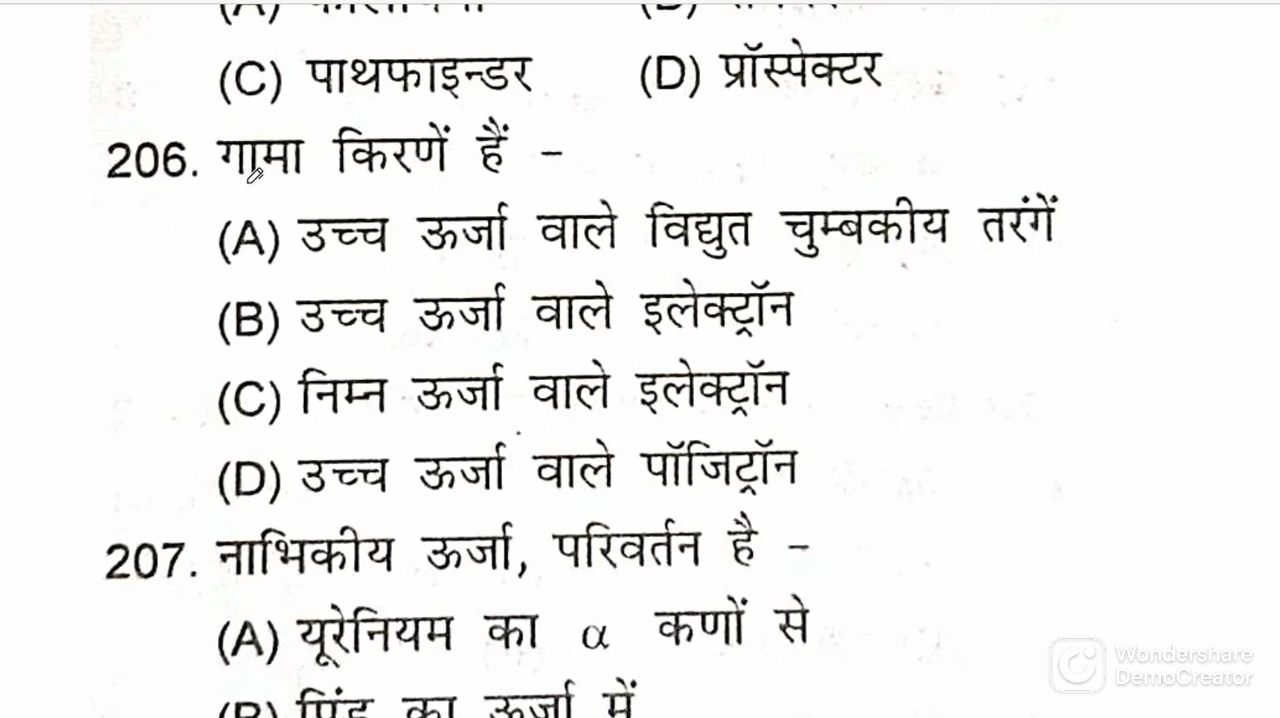 (C) पाथफाइन्डर (D) प्रॉस्पेक्टर
206. गामा किरणें हैं -
(A) उच्च ऊर्जा वाले विद्युत चुम्बकीय तरंगें
(B) उच्च ऊर्जा वाले इलेक्ट्रॉन
(C) निम्न ऊर्जा वाले इलेक्ट्रॉन
(D) उच्च ऊर्जा वाले पॉजिट्रॉन
207. नाभिकीय ऊर्जा, परिवर्तन है -
(A) यूरेनियम का α कणों से
(B) पिंड का ऊर्जा में
Wondershare
DemoCreator